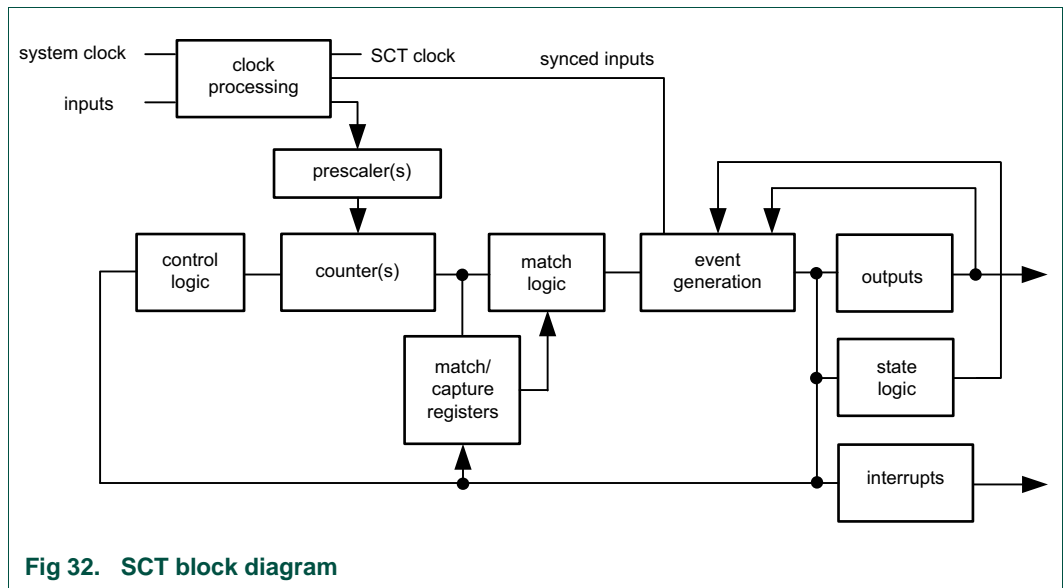 system clock
clock
processing
SCT clock
synced inputs
inputs
prescaler(s)
control
logic
counter(s)
match
logic
event
generation
outputs
match/
capture
registers
state
logic
interrupts
Fig 32. SCT block diagram